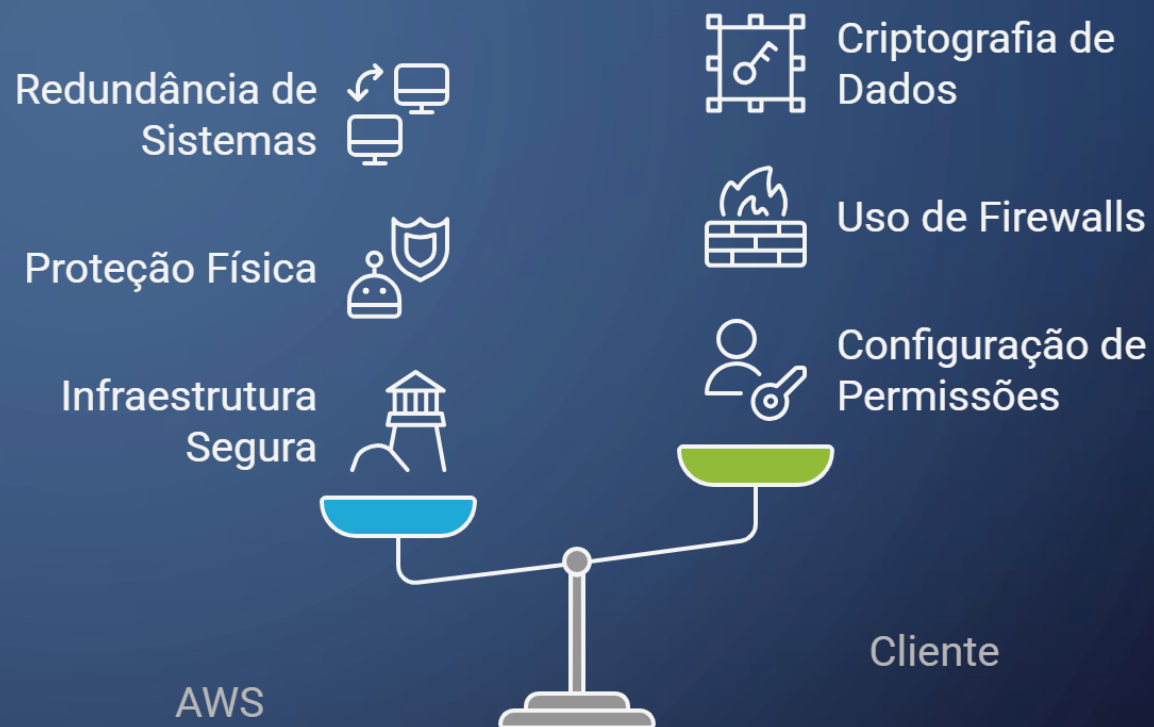 Redundância de
Sistemas
Proteção Física
Infraestrutura
Segura
AWS
Criptografia de
Dados
Uso de Firewalls
Configuração de
Permissões
Cliente